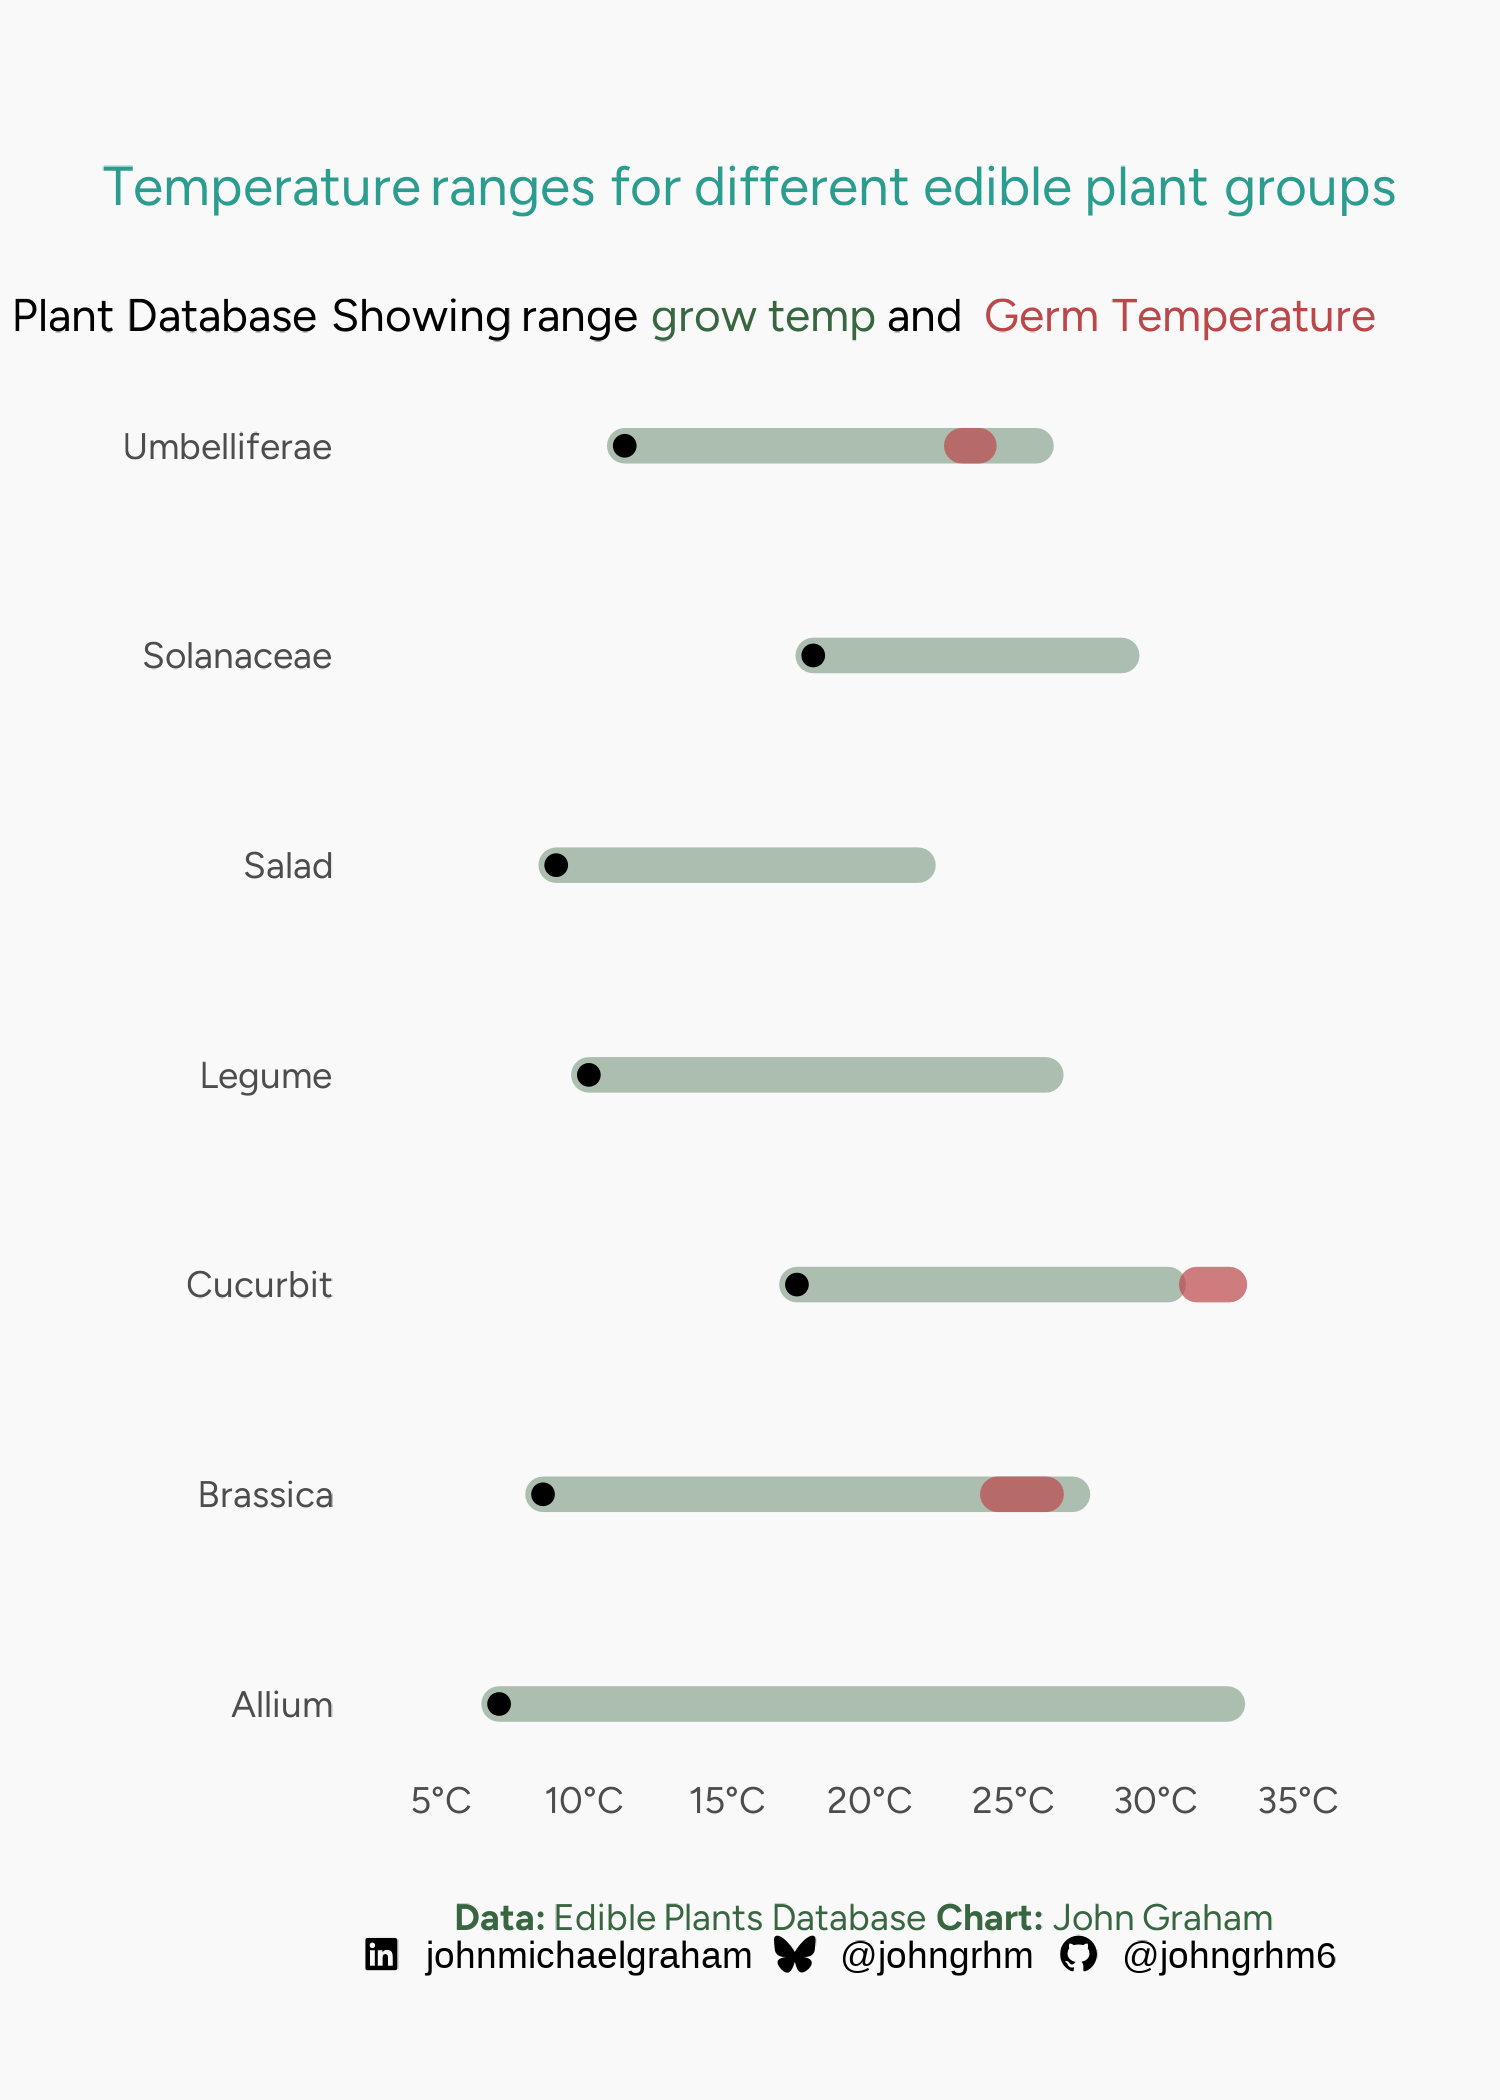 Temperature ranges for different edible plant groups
Plant Database Showing range grow temp and Germ Temperature
Umbelliferae
Solanaceae
Salad
Legume
Cucurbit
Brassica
Allium
5°C 10°C 15°C 20°C 25°C 30°C 35°C
Data: Edible Plants Database Chart: John Graham
in johnmichaelgraham @johngrhm @johngrhm6